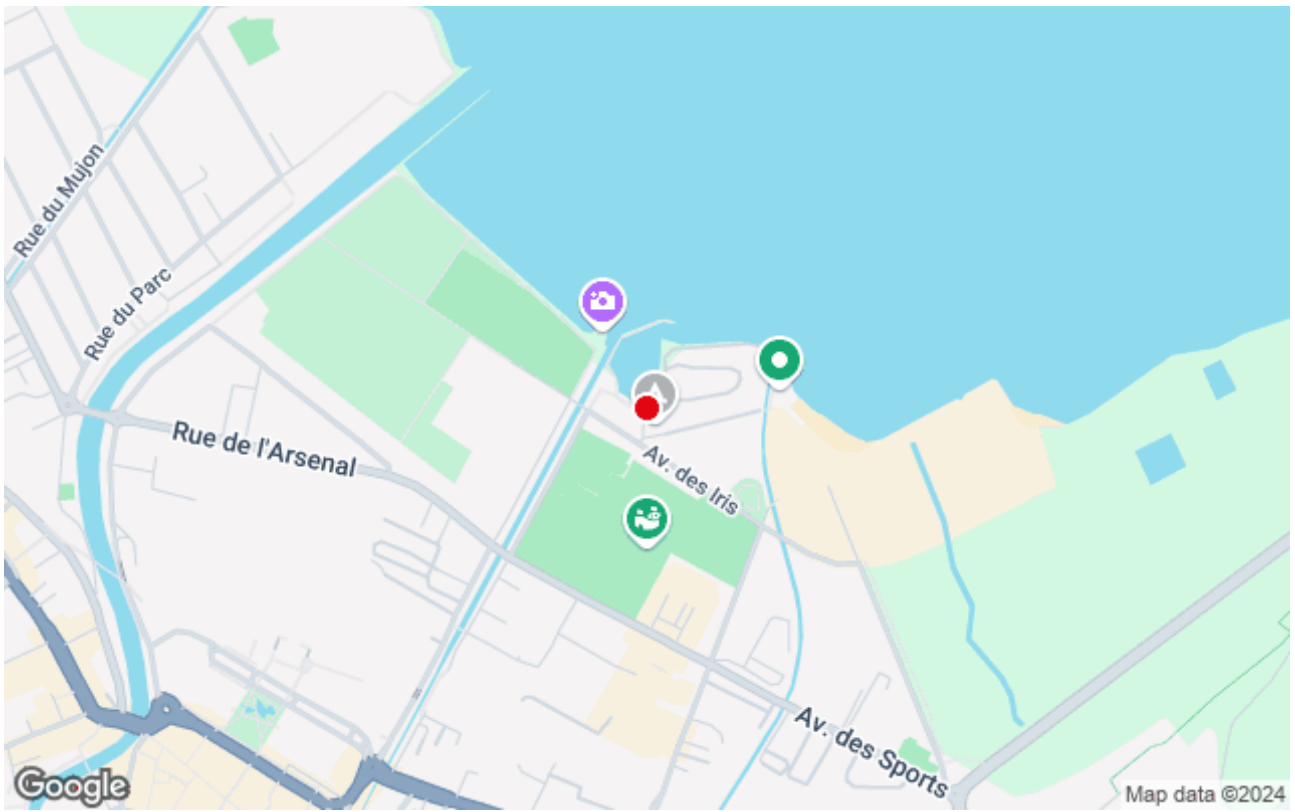 Rue du Mujon
Rue du Parc
Rue de l'Arsenal
Av. des Iris
Av. des Sports
Google
Map data ©2024